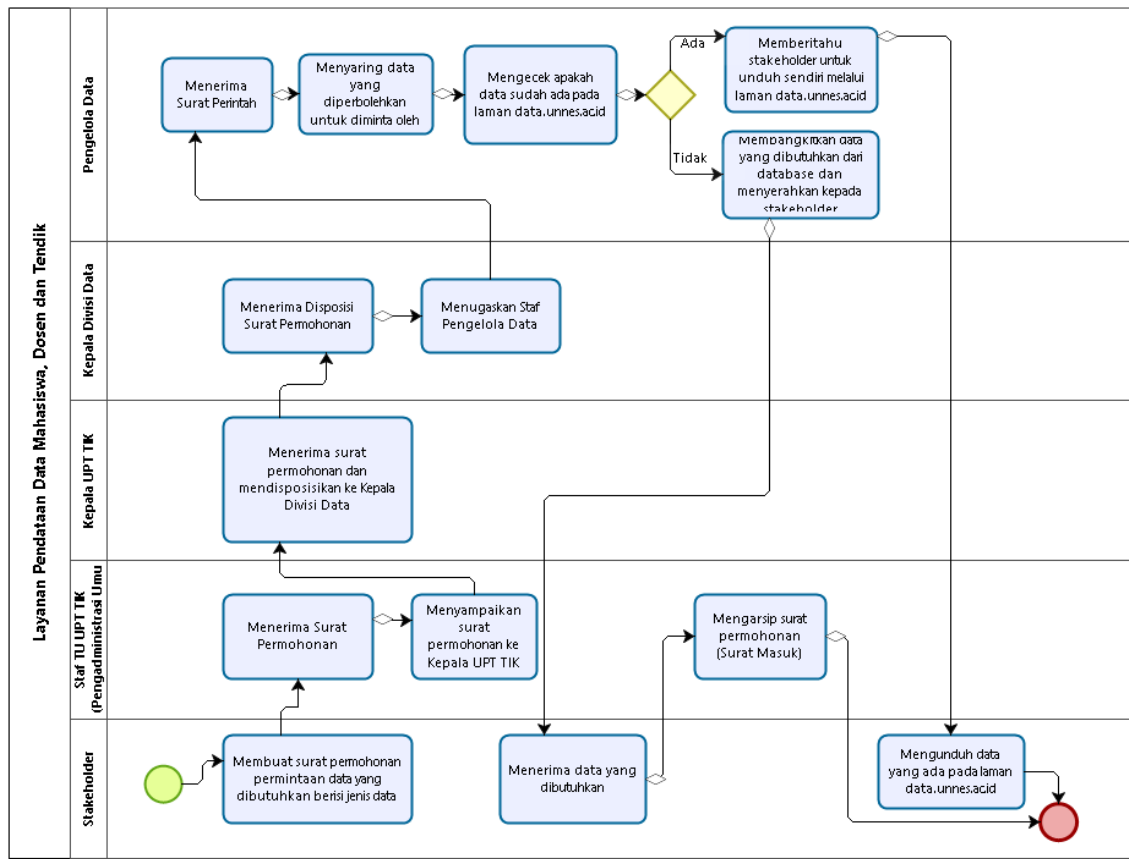 Layanan Pendataan Mahasiswa, Dosen dan Tendik
Pengelola Data
Menerima
Surat Perintah
Menyaring data
yang
diperbolehkan
untuk diminta oleh
Mengecek apakah
data sudah ada pada
laman data.unnes.ac.id
Ada
Tidak
Memberitahu
stakeholder untuk
unduh sendiri melalui
laman data.unnes.ac.id
Membangkitkan data
yang dibutuhkan dari
database dan
menyerahkan kepada
stakeholder
Kepala Divisi Data
Menerima Disposisi
Surat Permohonan
Menugaskan Staf
Pengelola Data
Kepala UPT TIK
Menerima surat
permohonan dan
mendisposisikan ke Kepala
Divisi Data
Staf TU UPT TIK
(Pengadministrasi Umu
Menerima Surat
Permohonan
Menyampaikan
surat
permohonan ke
Kepala UPT TIK
Mengarsip surat
permohonan
(Surat Masuk)
Stakeholder
Membuat surat permohonan
permintaan data yang
dibutuhkan berisi jenis data
Menerima data yang
dibutuhkan
Mengunduh data
yang ada pada laman
data.unnes.ac.id